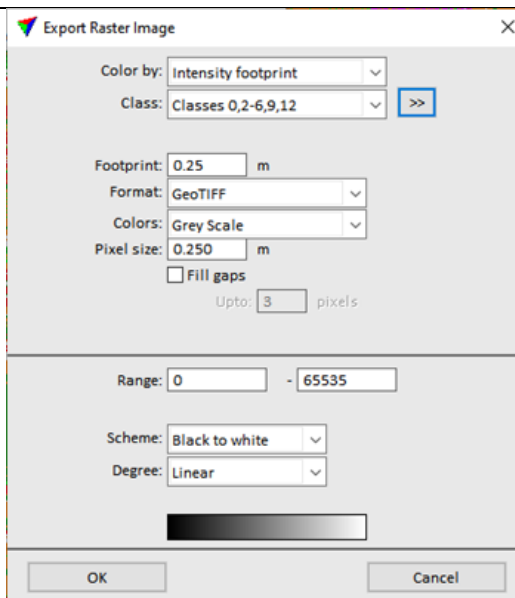 Export Raster Image
Color by: Intensity footprint
Class: Classes 0,2-6,9,12 >>
Footprint: 0.25 m
Format: GeoTIFF
Colors: Grey Scale
Pixel size: 0.250 m
Fill gaps
Upto: 3 pixels
Range: 0 - 65535
Scheme: Black to white
Degree: Linear
OK Cancel